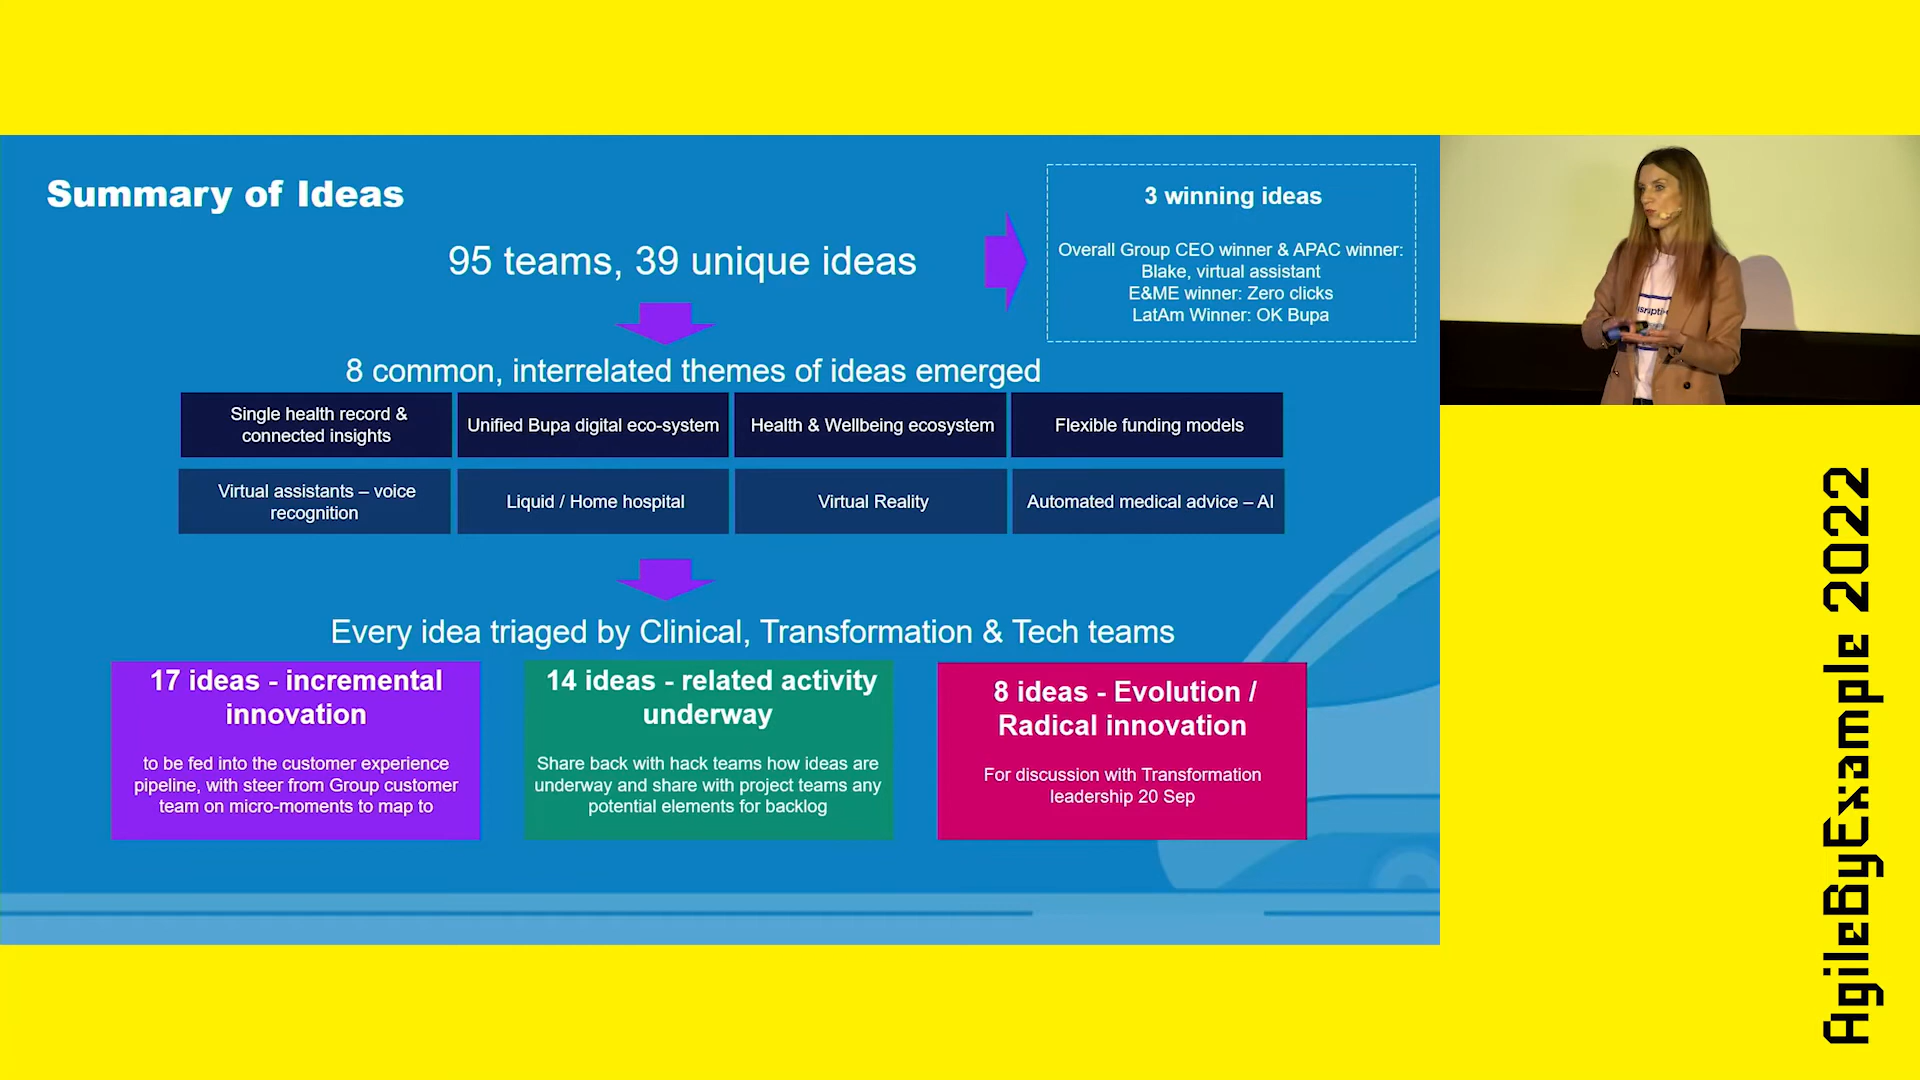 Summary of Ideas
95 teams, 39 unique ideas
3 winning ideas
Overall Group CEO winner & APAC winner:
Blake, virtual assistant
E&ME winner: Zero clicks
LatAm Winner: OK Bupa
8 common, interrelated themes of ideas emerged
Single health record &
connected insights
Unified Bupa digital eco-system
Health & Wellbeing ecosystem
Flexible funding models
Virtual assistants – voice
recognition
Liquid / Home hospital
Virtual Reality
Automated medical advice – AI
Every idea triaged by Clinical, Transformation & Tech teams
17 ideas - incremental
innovation
to be fed into the customer experience
pipeline, with steer from Group customer
team on micro-moments to map to
14 ideas - related activity
underway
Share back with hack teams how ideas are
underway and share with project teams any
potential elements for backlog
8 ideas - Evolution /
Radical innovation
For discussion with Transformation
leadership 20 Sep
AgileByExample 2022